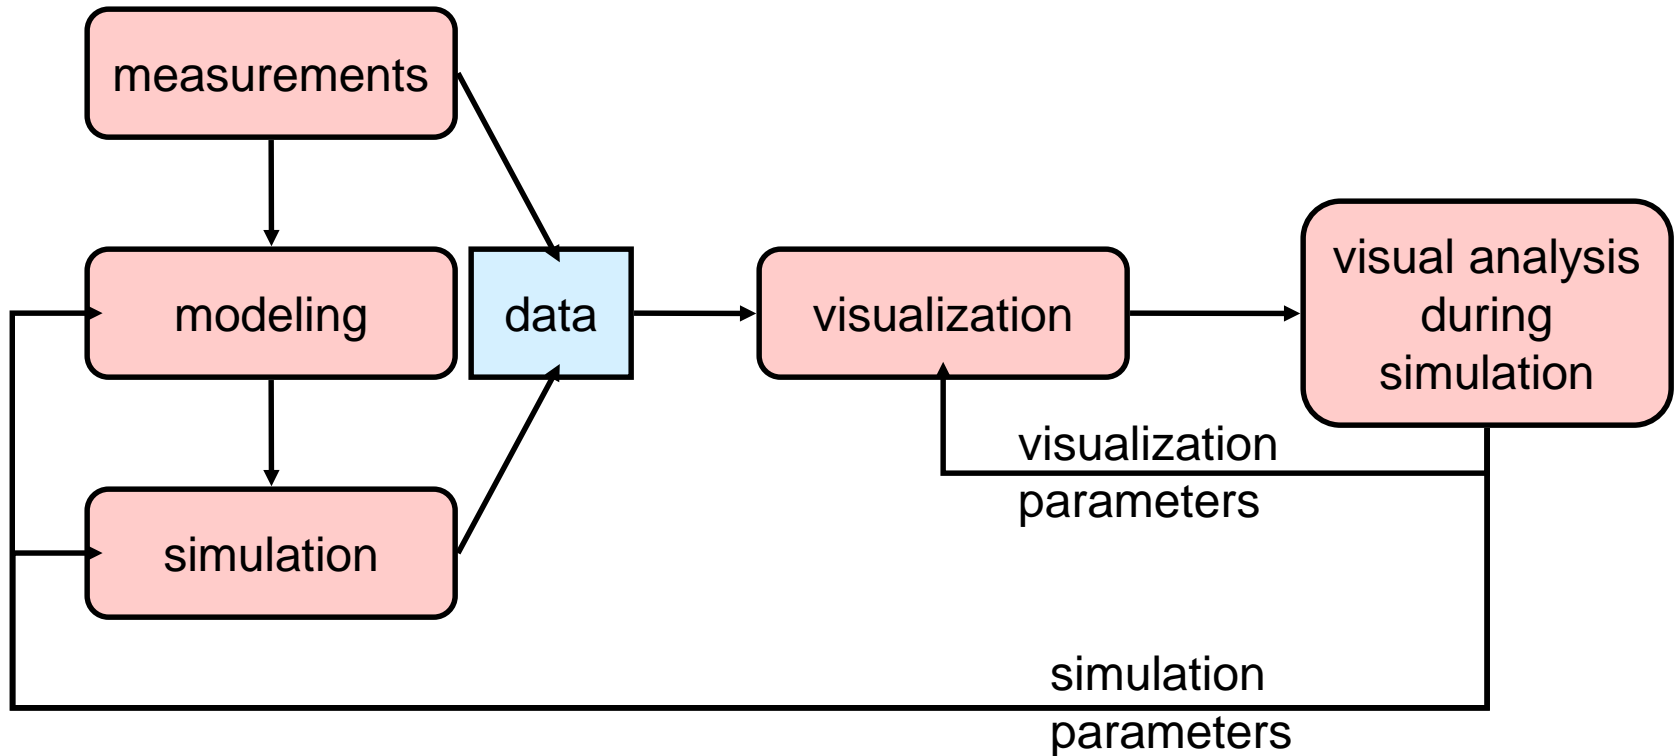 measurements
modeling
data
visualization
visual analysis
during
simulation
simulation
visualization
parameters
simulation
parameters